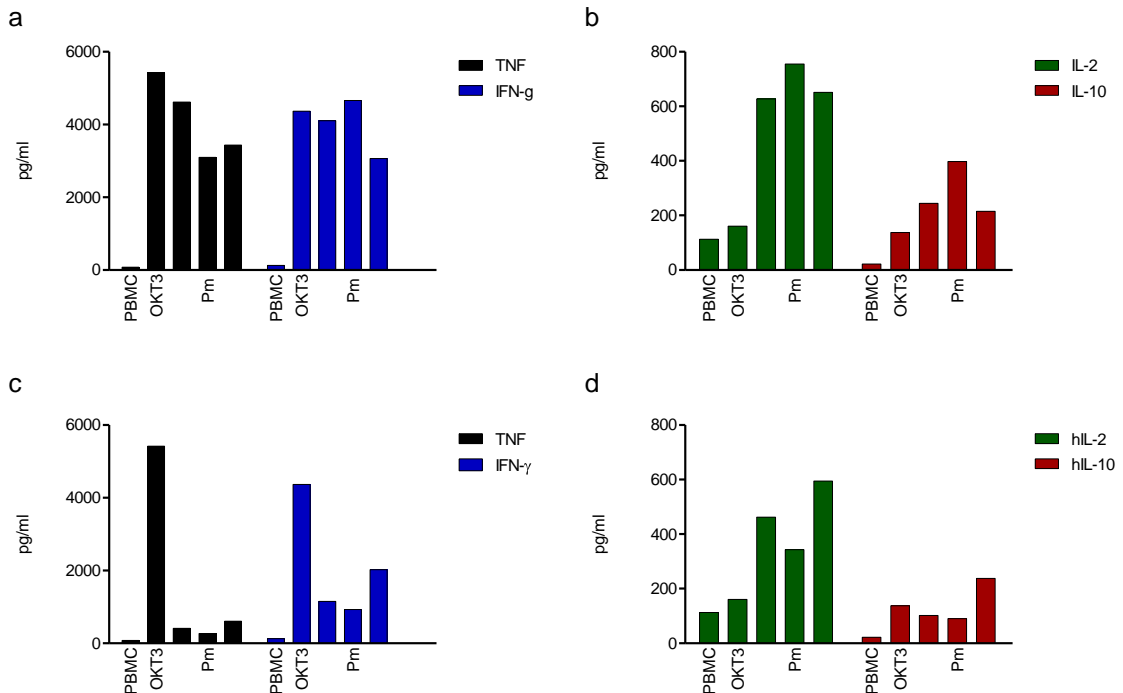 a
6000
4000
2000
0
pg/ml
PBMC
OKT3
Pm
PBMC
OKT3
Pm
TNF
IFN-g
b
800
600
400
200
0
pg/ml
PBMC
OKT3
Pm
PBMC
OKT3
Pm
IL-2
IL-10
c
6000
4000
2000
0
pg/ml
PBMC
OKT3
Pm
PBMC
OKT3
Pm
TNF
IFN-γ
d
800
600
400
200
0
pg/ml
PBMC
OKT3
Pm
PBMC
OKT3
Pm
hIL-2
hIL-10